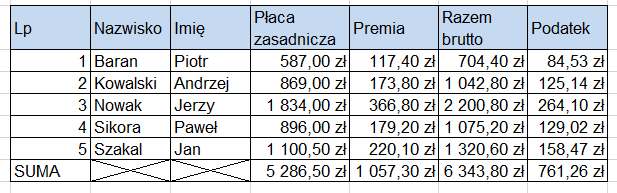 Lp Nazwisko Imię Płaca zasadnicza Premia Razem brutto Podatek
1 Baran Piotr 587,00 zł 117,40 zł 704,40 zł 84,53 zł
2 Kowalski Andrzej 869,00 zł 173,80 zł 1 042,80 zł 125,14 zł
3 Nowak Jerzy 1 834,00 zł 366,80 zł 2 200,80 zł 264,10 zł
4 Sikora Paweł 896,00 zł 179,20 zł 1 075,20 zł 129,02 zł
5 Szakal Jan 1 100,50 zł 220,10 zł 1 320,60 zł 158,47 zł
SUMA 5 286,50 zł 1 057,30 zł 6 343,80 zł 761,26 zł